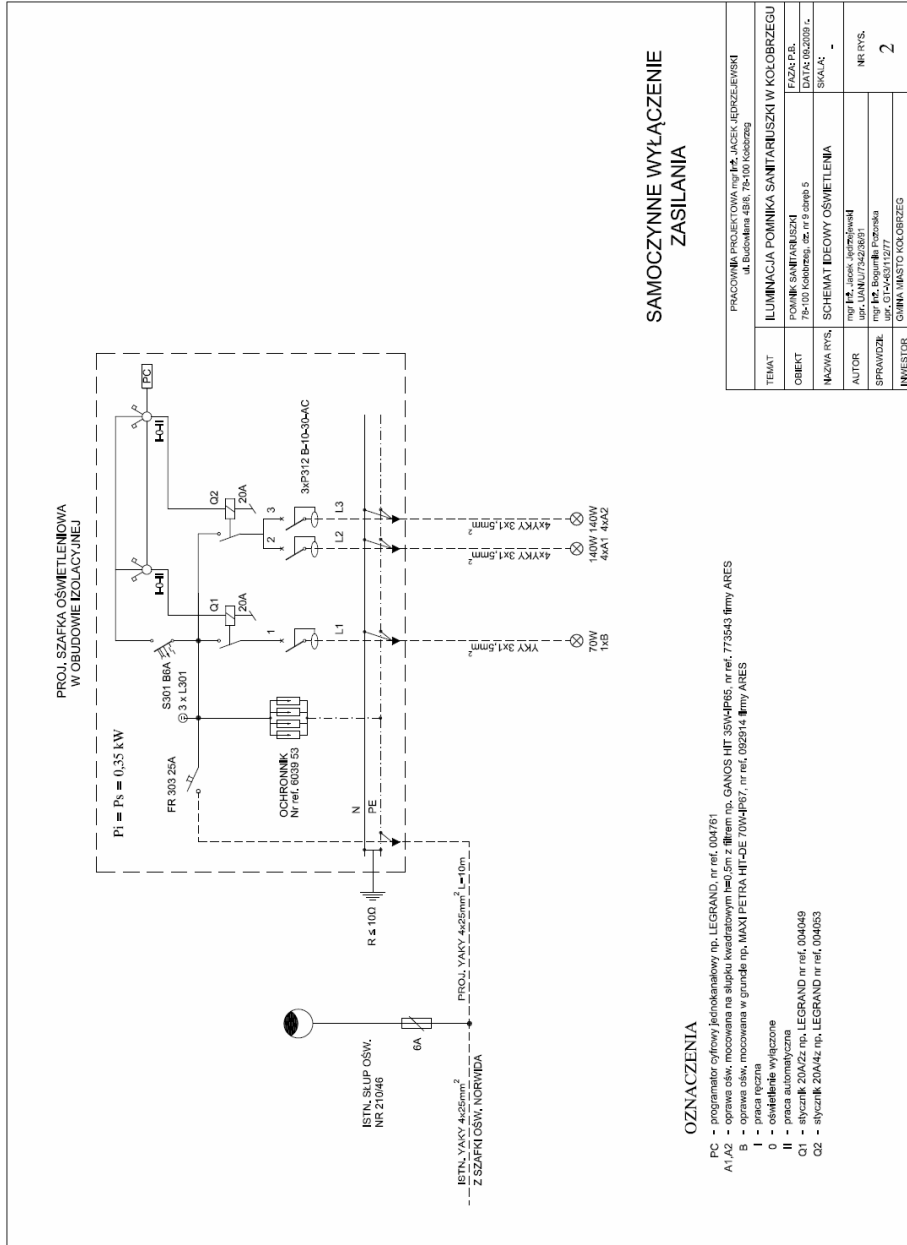 PROJ. SZAFKA OŚWIETLENIOWA
W OBUDOWIE IZOLACYJNEJ
Pi = Ps = 0,35 kW
PC
I-0-II
I-0-II
S301 B6A
3 x L301
FR 303 25A
Q1
20A
Q2
20A
1
2
3
3xP312 B-10-30-AC
OCHRONNIK
Nr ref. 6039 53
L1
L2
L3
N
PE
R ≤ 10Ω
ISTN. SŁUP OŚW.
NR 210/46
6A
PROJ. YAKY 4x25mm² L=10m
ISTN. YAKY 4x25mm²
Z SZAFKI OŚW. NORWIDA
YKY 3x1,5mm²
4xYKY 3x1,5mm²
4xYKY 3x1,5mm²
70W
1xB
140W
4xA1
140W
4xA2
SAMOCZYNNE WYŁĄCZENIE
ZASILANIA
OZNACZENIA
PC - programator cyfrowy jednokanałowy np. LEGRAND, nr ref. 004761
A1,A2 - oprawa ośw. mocowana na słupku kwadratowym h=0,5m z filtrem np. GANOS HIT 35W-IP65, nr ref. 773543 firmy ARES
B - oprawa ośw. mocowana w gruncie np. MAXI PETRA HIT-DE 70W-IP67, nr ref. 092914 firmy ARES
I - praca ręczna
0 - oświetlenie wyłączone
II - praca automatyczna
Q1 - stycznik 20A/2z np. LEGRAND nr ref. 004049
Q2 - stycznik 20A/4z np. LEGRAND nr ref. 004053
PRACOWNIA PROJEKTOWA mgr inż. JACEK JĘDRZEJEWSKI
ul. Budowlana 4B/8, 78-100 Kołobrzeg
TEMAT ILUMINACJA POMNIKA SANITARIUSZKI W KOŁOBRZEGU
OBIEKT POMNIK SANITARIUSZKI
78-100 Kołobrzeg, dz. nr 9 obręb 5
FAZA: P.B.
DATA: 09.2009 r.
NAZWA RYS. SCHEMAT IDEOWY OŚWIETLENIA
SKALA: -
AUTOR mgr inż. Jacek Jędrzejewski
upr. UAN/U/7342/36/91
NR RYS.
2
SPRAWDZIŁ mgr inż. Bogumiła Pożorska
upr. GT-V-63/112/77
INWESTOR GMINA MIASTO KOŁOBRZEG